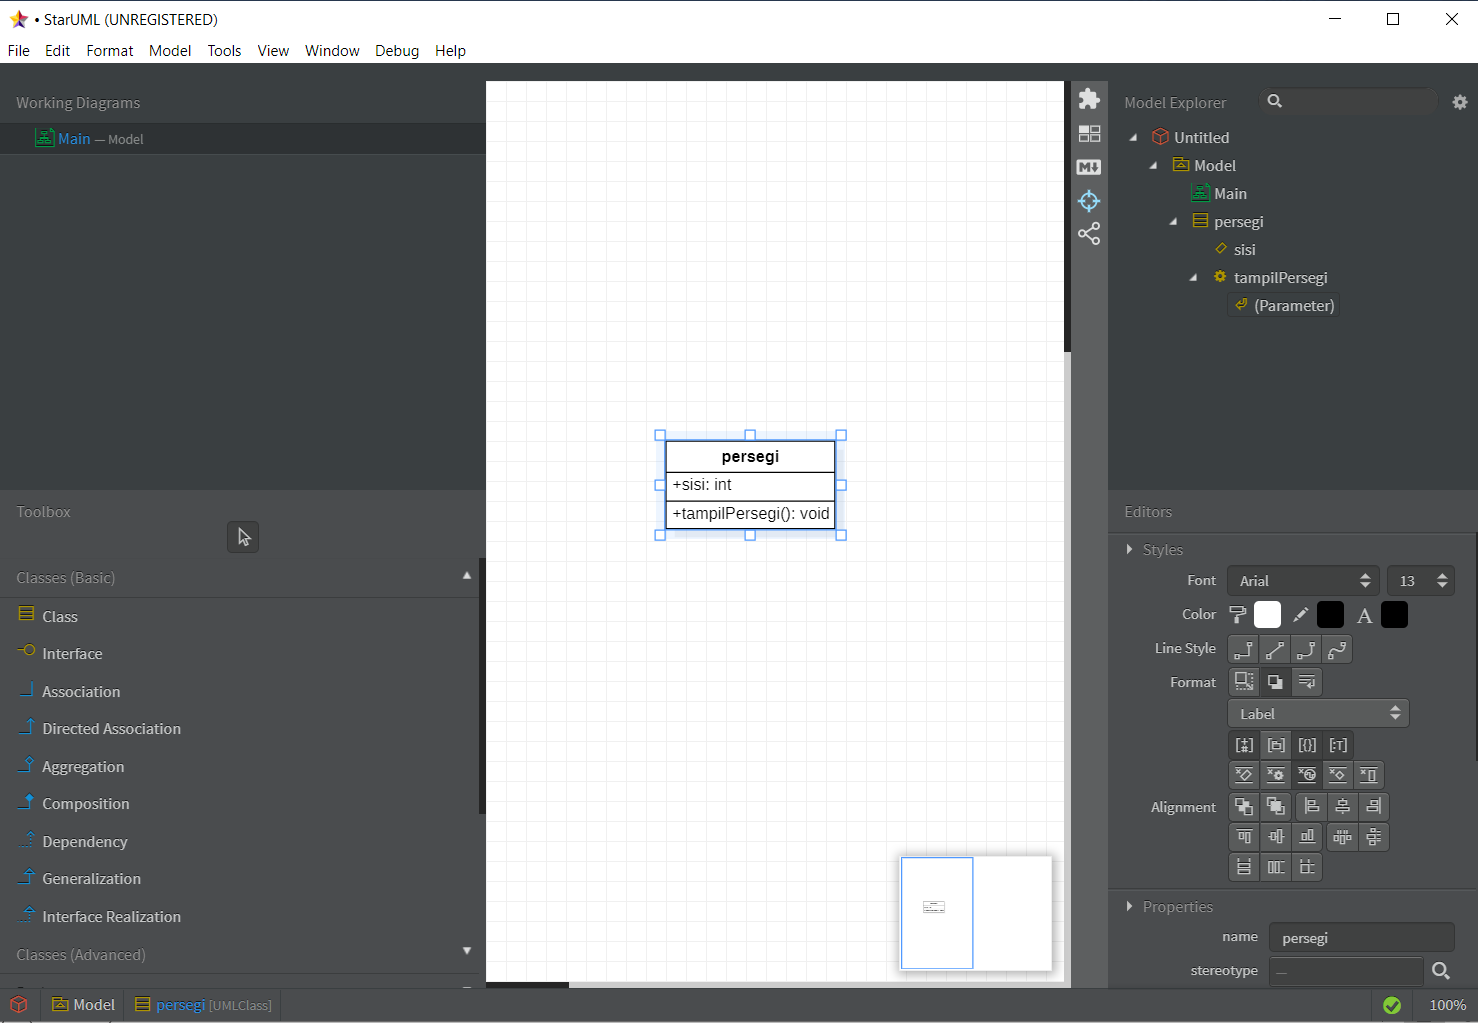 • StarUML (UNREGISTERED)
File Edit Format Model Tools View Window Debug Help
Working Diagrams
Main — Model
Toolbox
Classes (Basic)
Class
Interface
Association
Directed Association
Aggregation
Composition
Dependency
Generalization
Interface Realization
Classes (Advanced)
persegi
+sisi: int
+tampilPersegi(): void
M
Model Explorer
Untitled
Model
Main
persegi
sisi
tampilPersegi
(Parameter)
Editors
Styles
Font Arial 13
Color A
Line Style
Format
Label
Alignment
Properties
name persegi
stereotype —
Model persegi [UMLClass] 100%